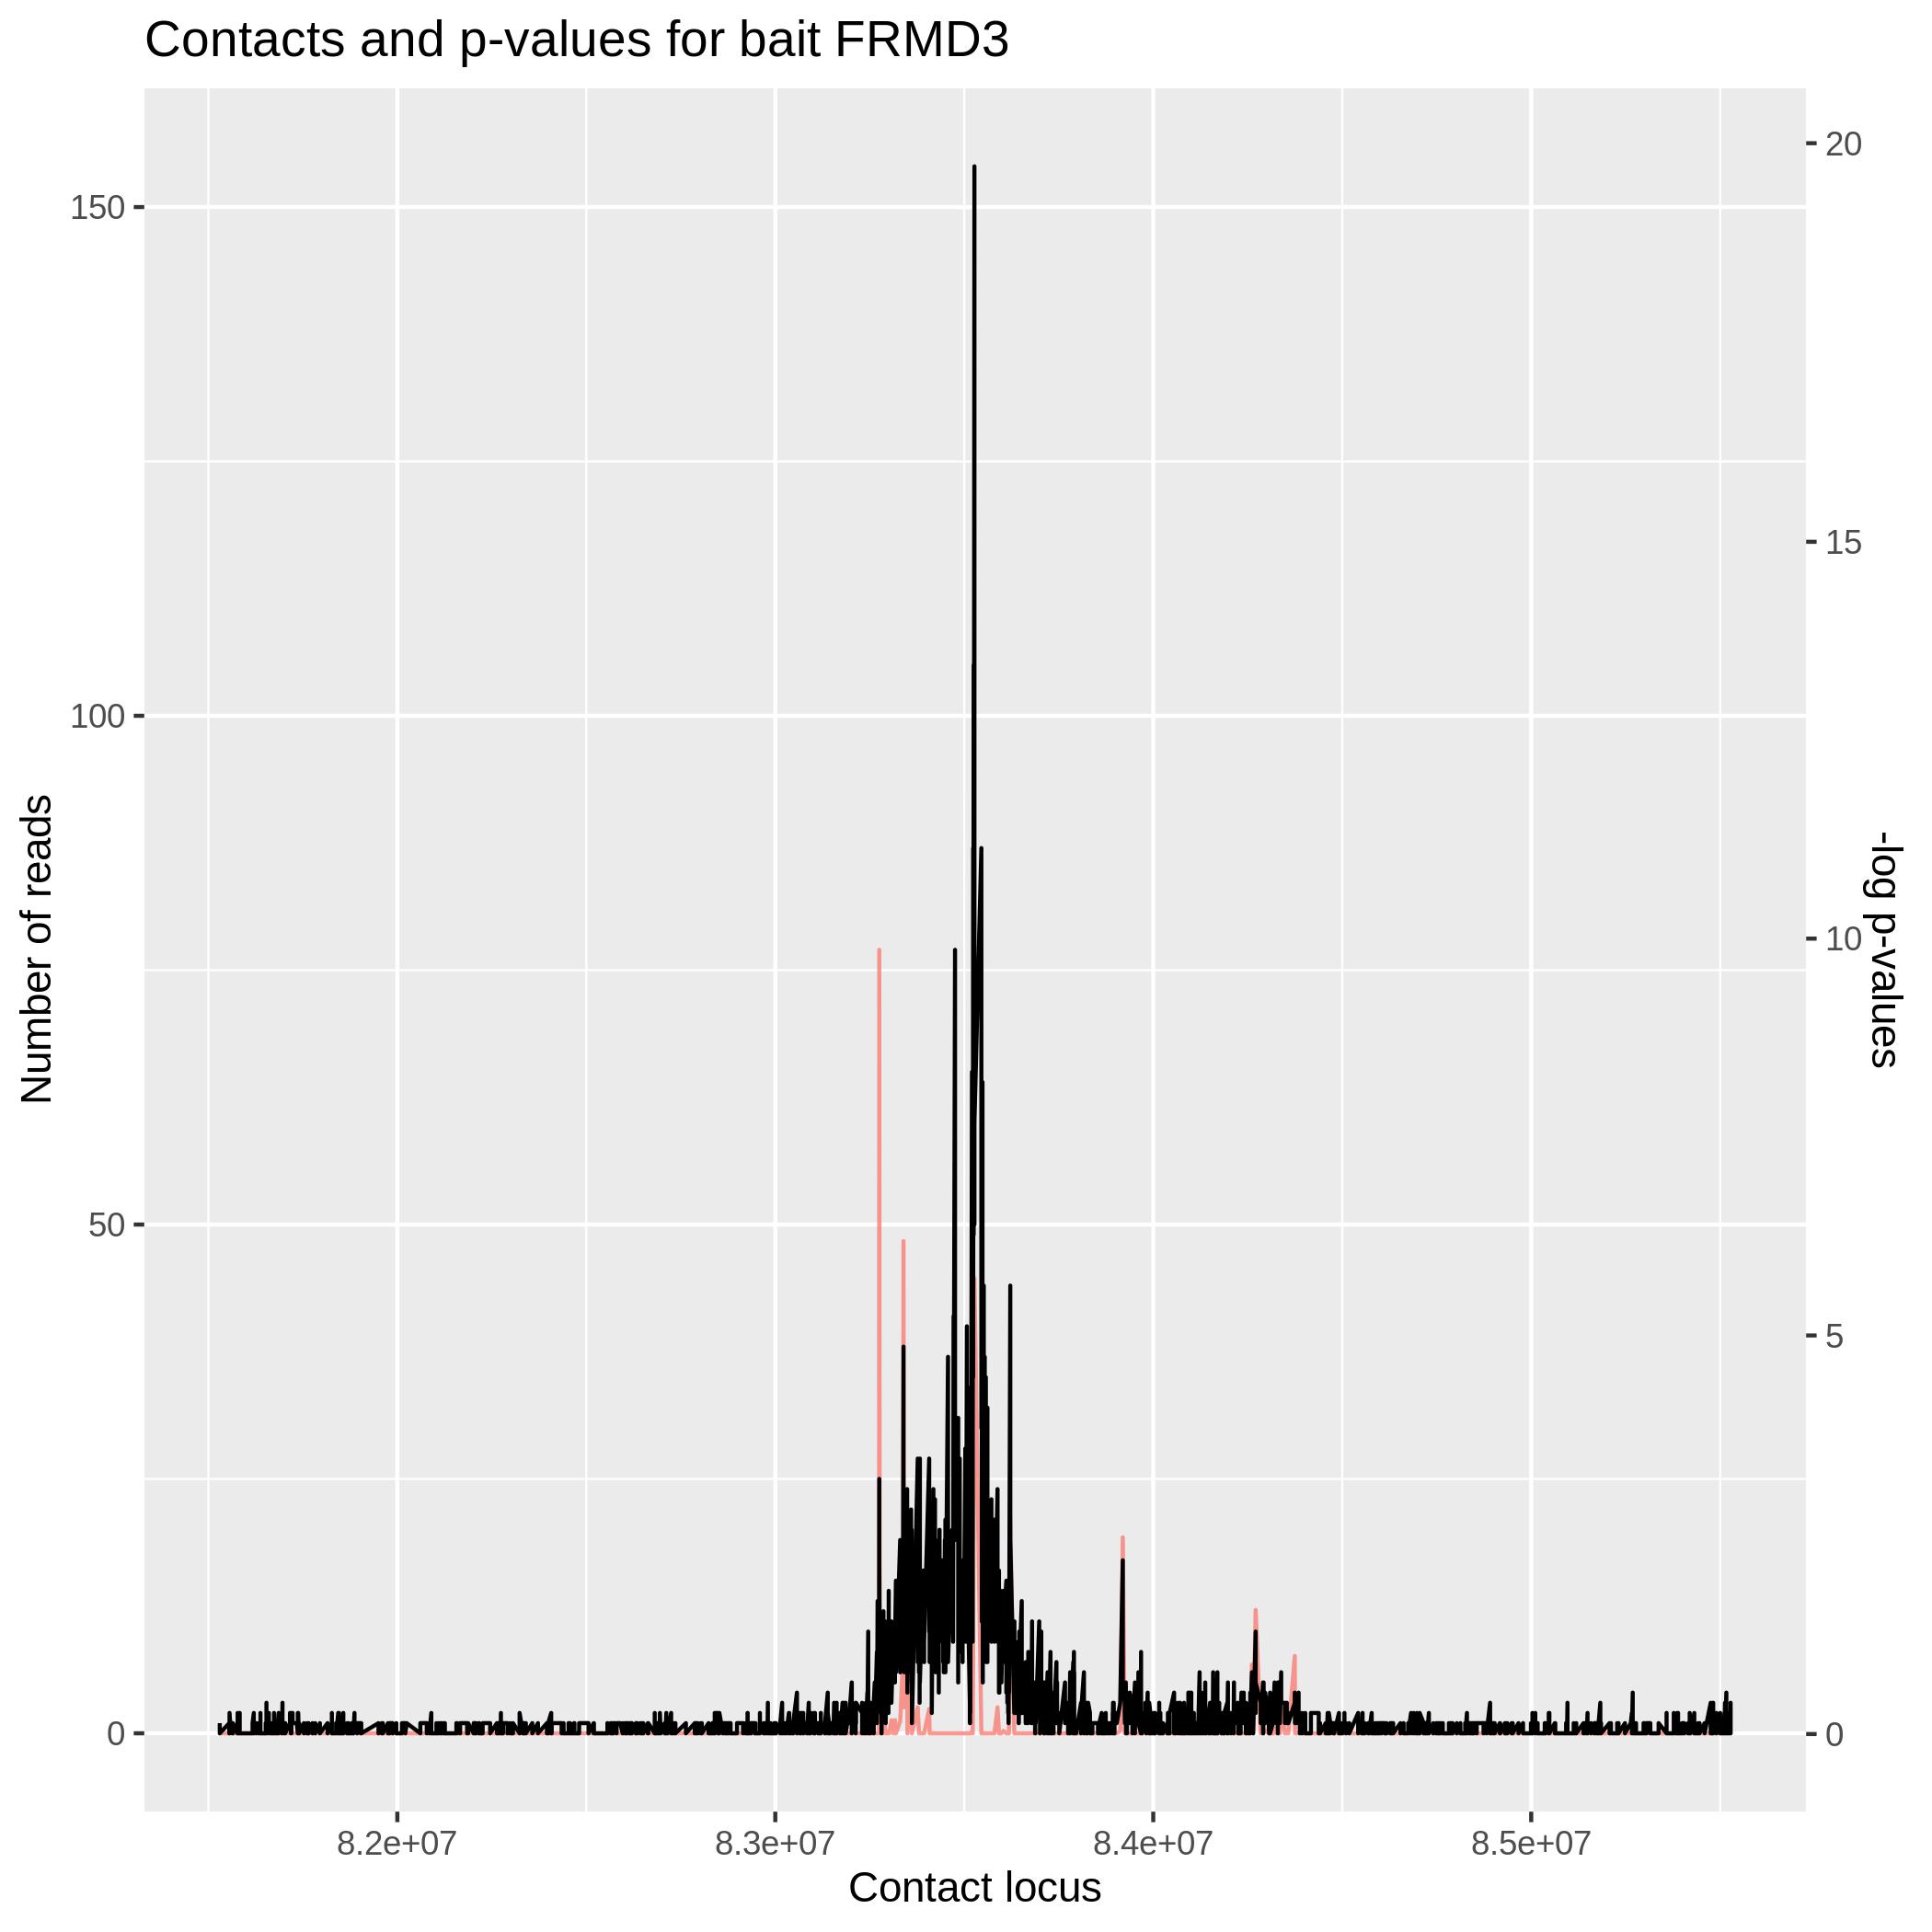 Contacts and p-values for bait FRMD3
Number of reads
150
100
50
0
20
15
10
5
0
-log p-values
8.2e+07
8.3e+07
8.4e+07
8.5e+07
Contact locus